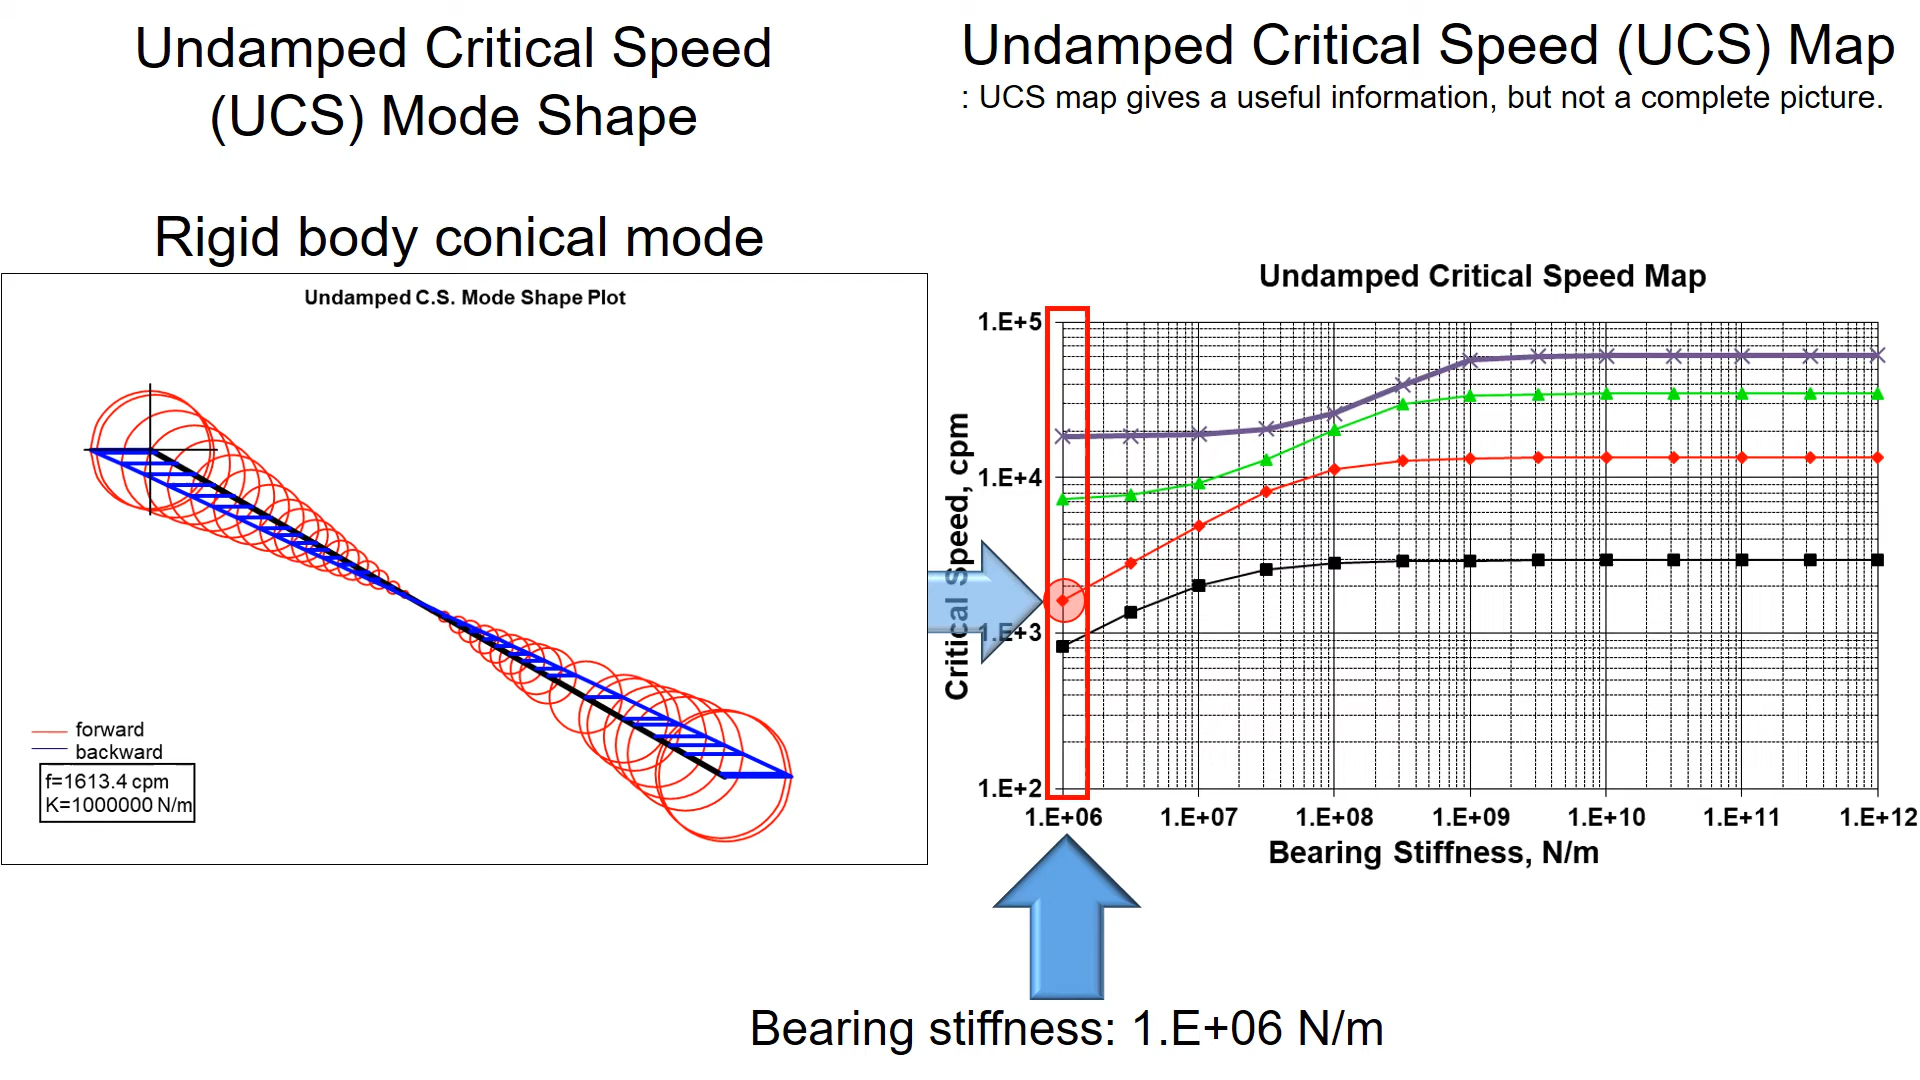 Undamped Critical Speed
(UCS) Mode Shape
Undamped Critical Speed (UCS) Map
: UCS map gives a useful information, but not a complete picture.
Rigid body conical mode
Undamped C.S. Mode Shape Plot
forward
backward
f=1613.4 cpm
K=1000000 N/m
Undamped Critical Speed Map
Critical Speed, cpm
1.E+5
1.E+4
1.E+3
1.E+2
1.E+06 1.E+07 1.E+08 1.E+09 1.E+10 1.E+11 1.E+12
Bearing Stiffness, N/m
Bearing stiffness: 1.E+06 N/m